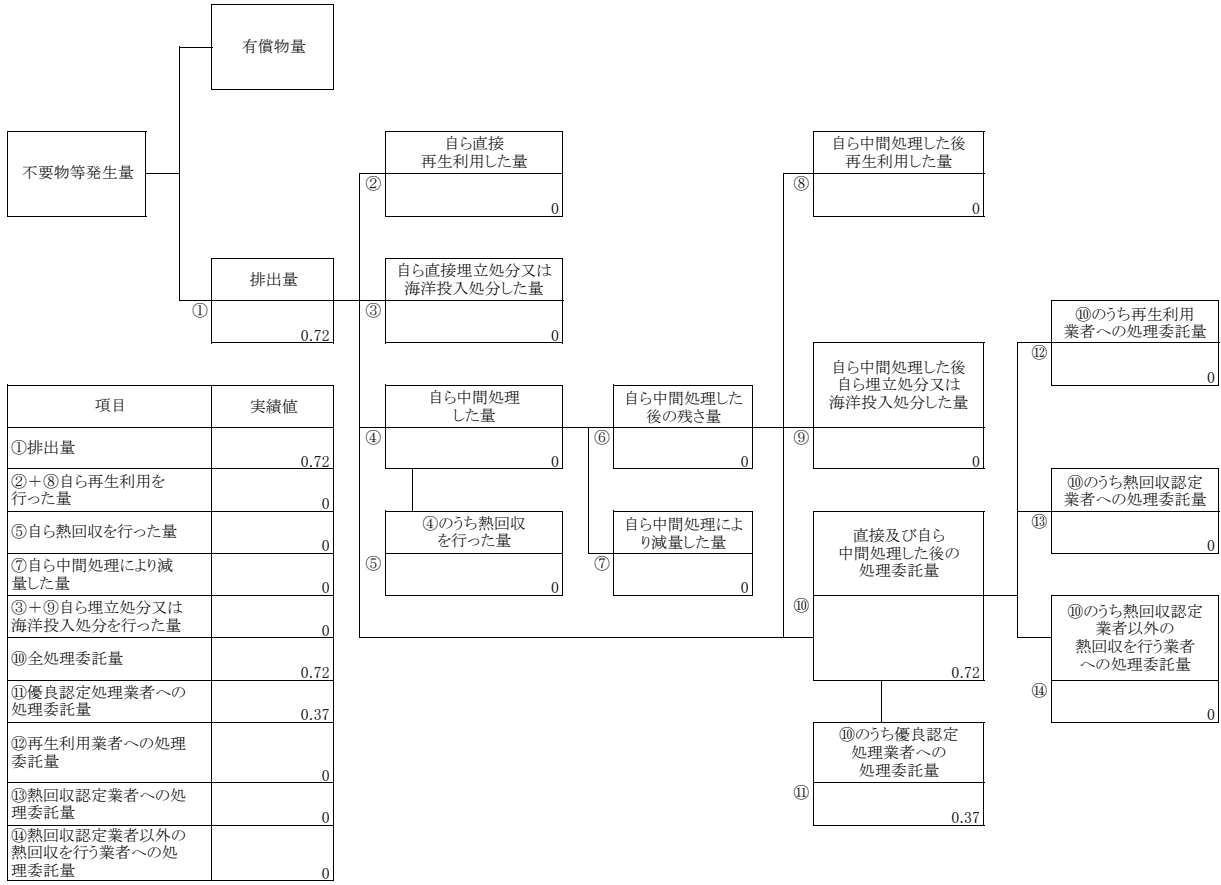 有償物量
不要物等発生量
自ら直接
再生利用した量
②
0
自ら中間処理した後
再生利用した量
⑧
0
排出量
①
0.72
自ら直接埋立処分又は
海洋投入処分した量
③
0
⑩のうち再生利用
業者への処理委託量
⑫
0
自ら中間処理した後
自ら埋立処分又は
海洋投入処分した量
⑨
0
自ら中間処理
した量
④
0
自ら中間処理した
後の残さ量
⑥
0
⑩のうち熱回収認定
業者への処理委託量
⑬
0
④のうち熱回収
を行った量
⑤
0
自ら中間処理によ
り減量した量
⑦
0
直接及び自ら
中間処理した後の
処理委託量
⑩
0.72
⑩のうち熱回収認定
業者以外の
熱回収を行う業者
への処理委託量
⑭
0
⑩のうち優良認定
処理業者への
処理委託量
⑪
0.37
項目
実績値
①排出量
0.72
②+⑧自ら再生利用を
行った量
0
⑤自ら熱回収を行った量
0
⑦自ら中間処理により減
量した量
0
③+⑨自ら埋立処分又は
海洋投入処分を行った量
0
⑩全処理委託量
0.72
⑪優良認定処理業者への
処理委託量
0.37
⑫再生利用業者への処理
委託量
0
⑬熱回収認定業者への処
理委託量
0
⑭熱回収認定業者以外の
熱回収を行う業者への処
理委託量
0